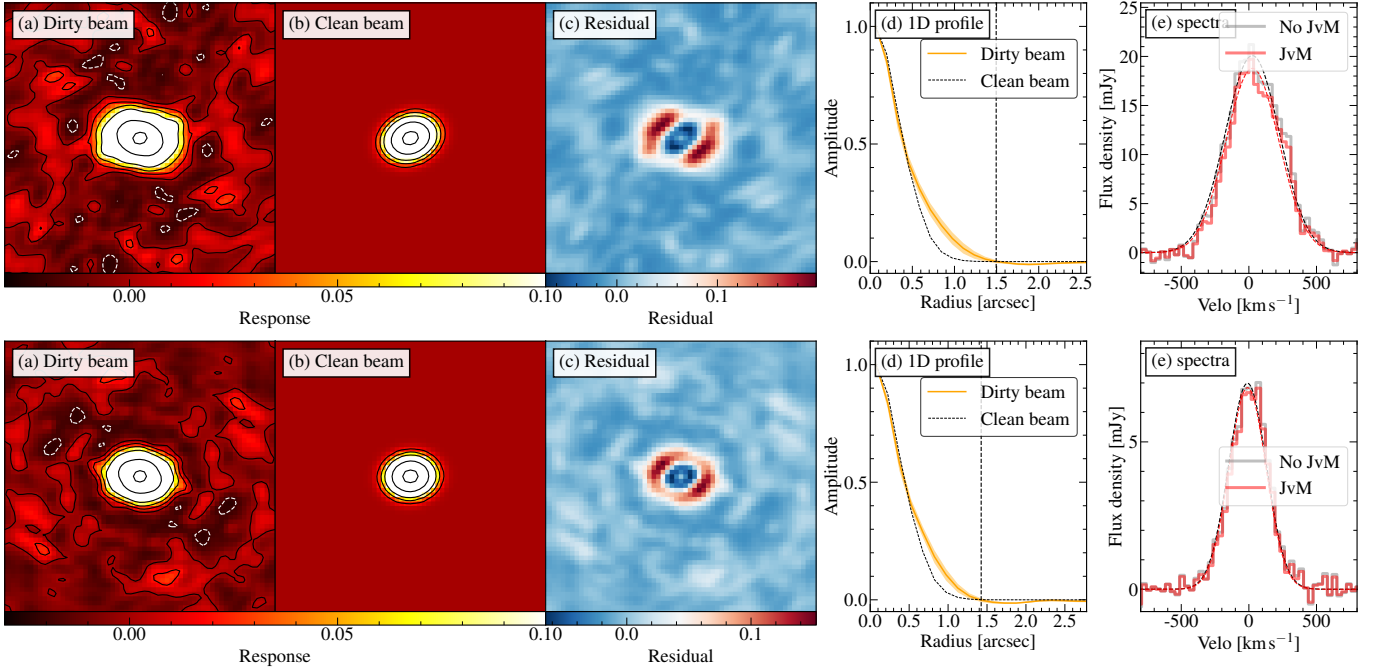 (a) Dirty beam
(b) Clean beam
(c) Residual
(d) 1D profile
(e) spectra
Dirty beam
Clean beam
No JvM
JvM
Amplitude
1.0
0.5
0.0
Flux density [mJy]
25
20
15
10
5
0
0.00
0.05
0.10
Response
0.0
0.1
Residual
0.0 0.5 1.0 1.5 2.0 2.5
Radius [arcsec]
-500 0 500
Velo [km s⁻¹]
(a) Dirty beam
(b) Clean beam
(c) Residual
(d) 1D profile
(e) spectra
Dirty beam
Clean beam
No JvM
JvM
Amplitude
1.0
0.5
0.0
Flux density [mJy]
5
0
0.00
0.05
0.10
Response
0.0
0.1
Residual
0.0 0.5 1.0 1.5 2.0 2.5
Radius [arcsec]
-500 0 500
Velo [km s⁻¹]